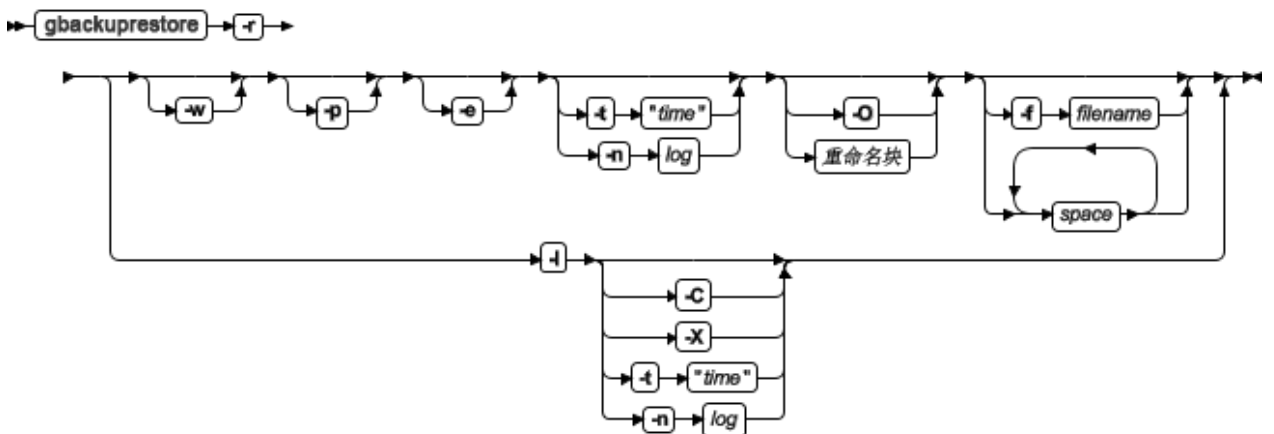 gbackuprestore -r
-w -p -e -t "time" -O -f filename
-n log 重命名块
space
-l
-C
-X
-t "time"
-n log